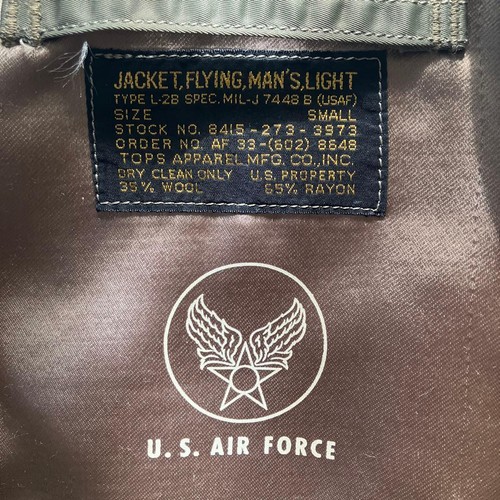 JACKET, FLYING, MAN'S, LIGHT
TYPE L-2B SPEC. MIL-J 7448 B (USAF)
SIZE SMALL
STOCK NO. 8415-273-3973
ORDER NO. AF 33-(602) 8648
TOPS APPAREL MFG. CO., INC.
DRY CLEAN ONLY U.S. PROPERTY
35% WOOL 65% RAYON
U.S. AIR FORCE